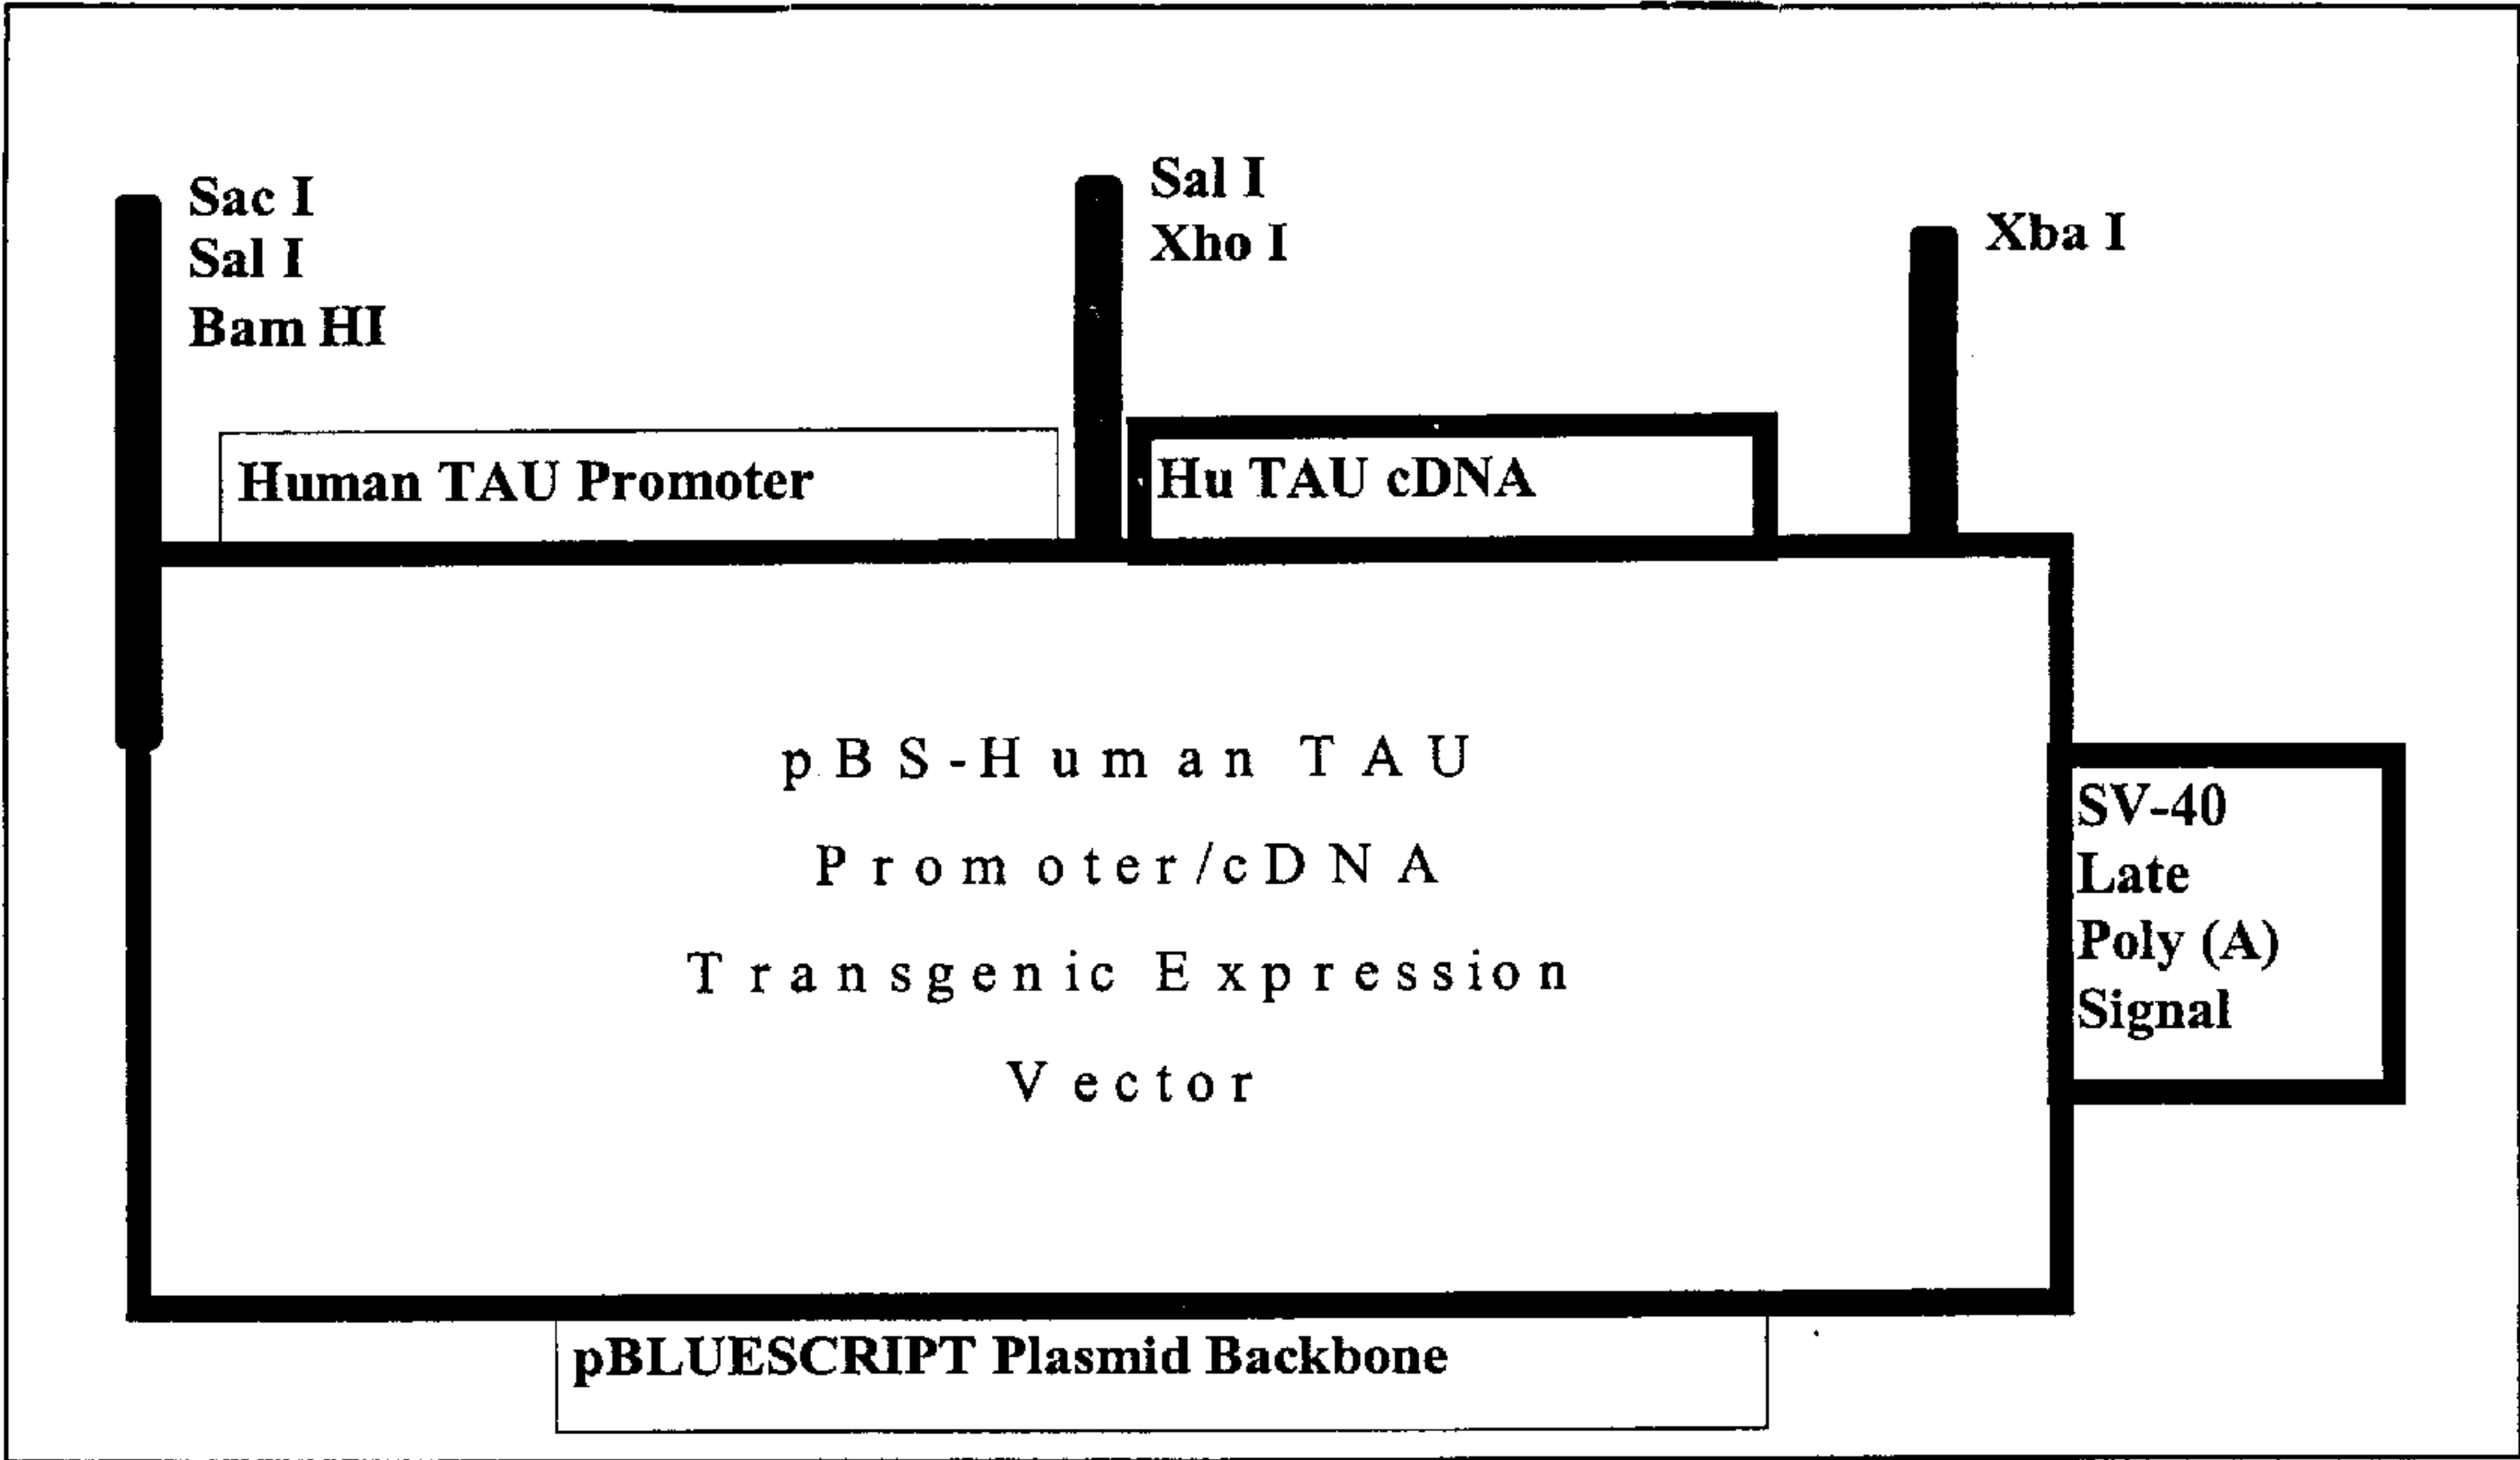 Sac I
Sal I
Bam HI
Sal I
Xho I
Xba I
Human TAU Promoter
Hu TAU cDNA
pBS-Human TAU
Promoter/cDNA
Transgenic Expression
Vector
SV-40
Late
Poly (A)
Signal
pBLUESCRIPT Plasmid Backbone